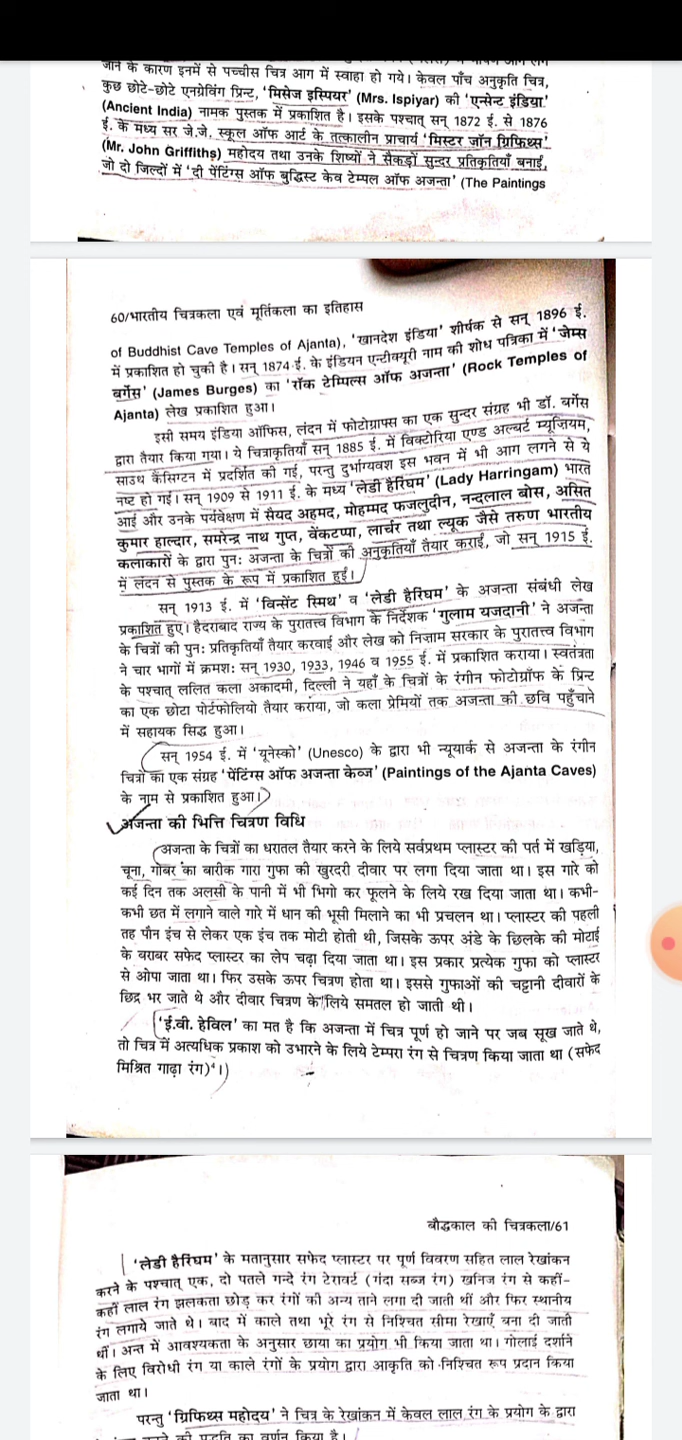 जाने के कारण इनमें से पच्चीस चित्र आग में स्वाहा हो गये। केवल पाँच अनुकृति चित्र,
कुछ छोटे-छोटे एनग्रेविंग प्रिन्ट, 'मिसेज इस्पियर' (Mrs. Ispiyar) की 'एन्सेन्ट इंडिया'
(Ancient India) नामक पुस्तक में प्रकाशित है। इसके पश्चात् सन् 1872 ई. से 1876
ई. के मध्य सर जे.जे. स्कूल ऑफ आर्ट के तत्कालीन प्राचार्य 'मिस्टर जॉन ग्रिफिथ्स'
(Mr. John Griffiths) महोदय तथा उनके शिष्यों ने सैकड़ों सुन्दर प्रतिकृतियाँ बनाईं,
जो दो जिल्दों में 'दी पेंटिंग्स ऑफ बुद्धिस्ट केव टेम्पल ऑफ अजन्ता' (The Paintings
60/भारतीय चित्रकला एवं मूर्तिकला का इतिहास
of Buddhist Cave Temples of Ajanta), 'खानदेश इंडिया' शीर्षक से सन् 1896 ई.
में प्रकाशित हो चुकी है। सन् 1874 ई. के इंडियन एन्टीक्यूरी नाम की शोध पत्रिका में 'जेम्स
बर्गेस' (James Burges) का 'रॉक टेम्पिल्स ऑफ अजन्ता' (Rock Temples of
Ajanta) लेख प्रकाशित हुआ।
इसी समय इंडिया ऑफिस, लंदन में फोटोग्राफ्स का एक सुन्दर संग्रह भी डॉ. बर्गेस
द्वारा तैयार किया गया। ये चित्राकृतियाँ सन् 1885 ई. में विक्टोरिया एण्ड अल्बर्ट म्यूज़ियम,
साउथ कैंसिग्टन में प्रदर्शित की गई, परन्तु दुर्भाग्यवश इस भवन में भी आग लगने से ये
नष्ट हो गई। सन् 1909 से 1911 ई. के मध्य 'लेडी हैरिंघम' (Lady Harringam) भारत
आई और उनके पर्यवेक्षण में सैयद अहमद, मोहम्मद फजलुदीन, नन्दलाल बोस, असित
कुमार हाल्दार, समरेन्द्र नाथ गुप्त, वेंकटप्पा, लार्चर तथा ल्यूक जैसे तरुण भारतीय
कलाकारों के द्वारा पुनः अजन्ता के चित्रों की अनुकृतियाँ तैयार कराईं, जो सन् 1915 ई.
में लंदन से पुस्तक के रूप में प्रकाशित हुईं।
सन् 1913 ई. में 'विन्सेंट स्मिथ' व 'लेडी हैरिंघम' के अजन्ता संबंधी लेख
प्रकाशित हुए। हैदराबाद राज्य के पुरातत्त्व विभाग के निर्देशक 'गुलाम यजदानी' ने अजन्ता
के चित्रों की पुनः प्रतिकृतियाँ तैयार करवाई और लेख को निज़ाम सरकार के पुरातत्त्व विभाग
ने चार भागों में क्रमशः सन् 1930, 1933, 1946 व 1955 ई. में प्रकाशित कराया। स्वतंत्रता
के पश्चात् ललित कला अकादमी, दिल्ली ने यहाँ के चित्रों के रंगीन फोटोग्रॉफ के प्रिन्ट
का एक छोटा पोर्टफोलियो तैयार कराया, जो कला प्रेमियों तक अजन्ता की छवि पहुँचाने
में सहायक सिद्ध हुआ।
सन् 1954 ई. में 'यूनेस्को' (Unesco) के द्वारा भी न्यूयार्क से अजन्ता के रंगीन
चित्रों का एक संग्रह 'पेंटिंग्स ऑफ अजन्ता केव्ज' (Paintings of the Ajanta Caves)
के नाम से प्रकाशित हुआ।
अजन्ता की भित्ति चित्रण विधि
अजन्ता के चित्रों का धरातल तैयार करने के लिये सर्वप्रथम प्लास्टर की पर्त में खड़िया,
चूना, गोबर का बारीक गारा गुफा की खुरदरी दीवार पर लगा दिया जाता था। इस गारे को
कई दिन तक अलसी के पानी में भी भिगो कर फूलने के लिये रख दिया जाता था। कभी-
कभी छत में लगाने वाले गारे में धान की भूसी मिलाने का भी प्रचलन था। प्लास्टर की पहली
तह पौन इंच से लेकर एक इंच तक मोटी होती थी, जिसके ऊपर अंडे के छिलके की मोटाई
के बराबर सफेद प्लास्टर का लेप चढ़ा दिया जाता था। इस प्रकार प्रत्येक गुफा को प्लास्टर
से ओपा जाता था। फिर उसके ऊपर चित्रण होता था। इससे गुफाओं की चट्टानी दीवारों के
छिद्र भर जाते थे और दीवार चित्रण के लिये समतल हो जाती थी।
'ई.वी. हेविल' का मत है कि अजन्ता में चित्र पूर्ण हो जाने पर जब सूख जाते थे,
तो चित्र में अत्यधिक प्रकाश को उभारने के लिये टेम्परा रंग से चित्रण किया जाता था (सफेद
मिश्रित गाढ़ा रंग)⁴।
बौद्धकाल की चित्रकला/61
'लेडी हैरिंघम' के मतानुसार सफेद प्लास्टर पर पूर्ण विवरण सहित लाल रेखांकन
करने के पश्चात् एक, दो पतले गन्दे रंग टेरावर्ट (गंदा सब्ज रंग) खनिज रंग से कहीं-
कहीं लाल रंग झलकता छोड़ कर रंगों की अन्य ताने लगा दी जाती थीं और फिर स्थानीय
रंग लगाये जाते थे। बाद में काले तथा भूरे रंग से निश्चित सीमा रेखाएँ बना दी जाती
थीं। अन्त में आवश्यकता के अनुसार छाया का प्रयोग भी किया जाता था। गोलाई दर्शाने
के लिए विरोधी रंग या काले रंगों के प्रयोग द्वारा आकृति को निश्चित रूप प्रदान किया
जाता था।
परन्तु 'ग्रिफिथ्स महोदय' ने चित्र के रेखांकन में केवल लाल रंग के प्रयोग के द्वारा
की पद्धति का वर्णन किया है।